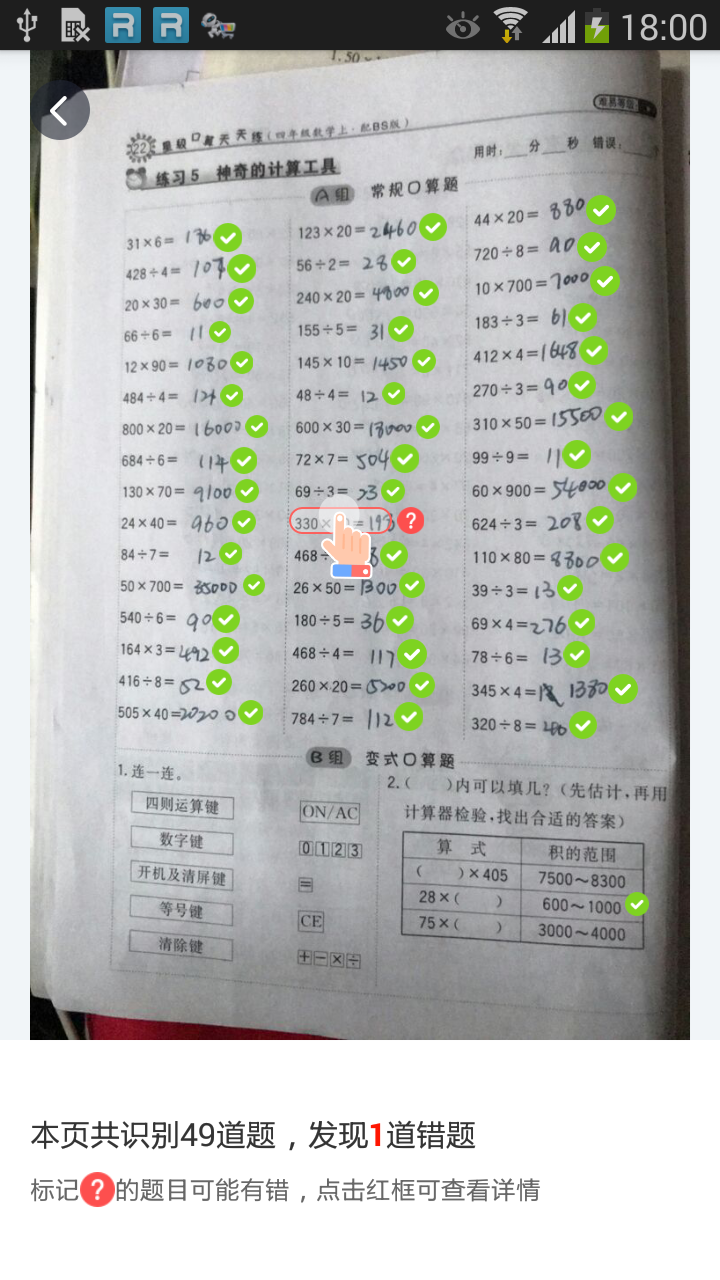 18:00
1.50×
22 星级口算天天练(四年级数学上·配BS版)
难易等级:
练习5 神奇的计算工具
用时:___分___秒 错误:___
A组 常规口算题
31×6= 186
123×20=2460
44×20= 880
428÷4= 107
56÷2= 28
720÷8= 90
20×30= 600
240×20=4800
10×700=7000
66÷6= 11
155÷5= 31
183÷3= 61
12×90=1080
145×10=1450
412×4=1648
484÷4= 121
48÷4= 12
270÷3=90
800×20=16000
600×30=18000
310×50=15500
684÷6= 114
72×7= 504
99÷9= 11
130×70= 9100
69÷3= 23
60×900= 54000
24×40= 960
330× =198
624÷3= 208
84÷7= 12
468÷
110×80=8800
50×700= 35000
26×50=1300
39÷3=13
540÷6= 90
180÷5=36
69×4=276
164×3=492
468÷4= 117
78÷6= 13
416÷8= 52
260×20=5200
345×4= 1380
505×40=20200
784÷7= 112
320÷8=
B组 变式口算题
1.连一连。
四则运算键
ON/AC
数字键
0 1 2 3
开机及清屏键
=
等号键
CE
清除键
+ − × ÷
2.( )内可以填几?(先估计,再用
计算器检验,找出合适的答案)
算 式 积的范围
( )×405 7500～8300
28×( ) 600～1000
75×( ) 3000～4000
本页共识别49道题，发现1道错题
标记?的题目可能有错，点击红框可查看详情